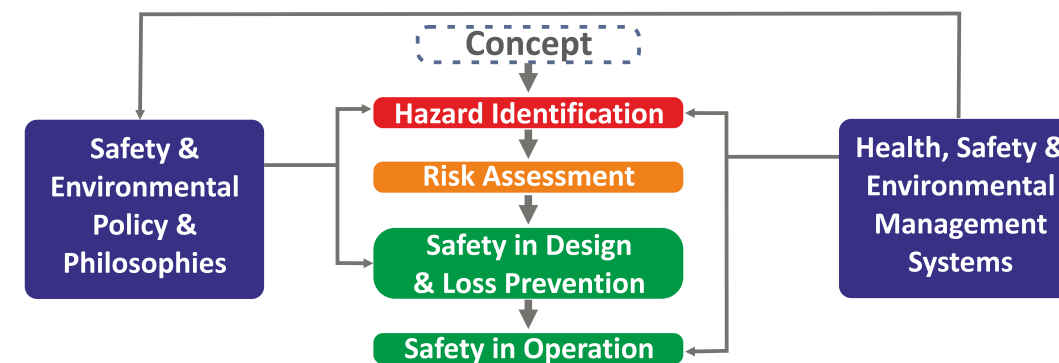 Concept
Hazard Identification
Risk Assessment
Safety in Design
& Loss Prevention
Safety in Operation
Safety &
Environmental
Policy &
Philosophies
Health, Safety &
Environmental
Management
Systems